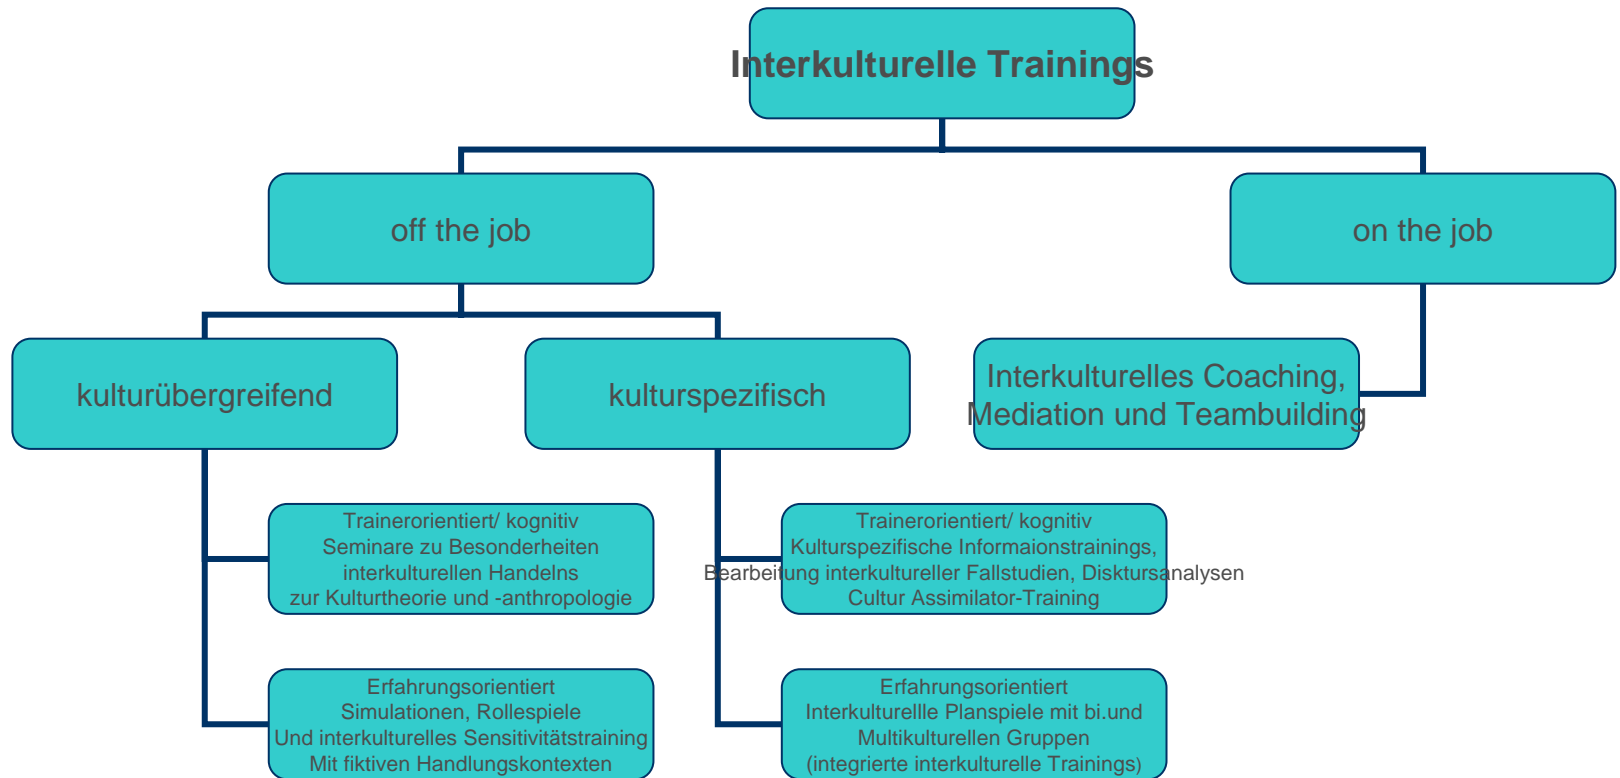 Interkulturelle Trainings
off the job
on the job
kulturübergreifend
kulturspezifisch
Interkulturelles Coaching,
Mediation und Teambuilding
Trainerorientiert/ kognitiv
Seminare zu Besonderheiten
interkulturellen Handelns
zur Kulturtheorie und -anthropologie
Trainerorientiert/ kognitiv
Kulturspezifische Informaionstrainings,
Bearbeitung interkultureller Fallstudien, Disktursanalysen
Cultur Assimilator-Training
Erfahrungsorientiert
Simulationen, Rollespiele
Und interkulturelles Sensitivitätstraining
Mit fiktiven Handlungskontexten
Erfahrungsorientiert
Interkulturellle Planspiele mit bi.und
Multikulturellen Gruppen
(integrierte interkulturelle Trainings)